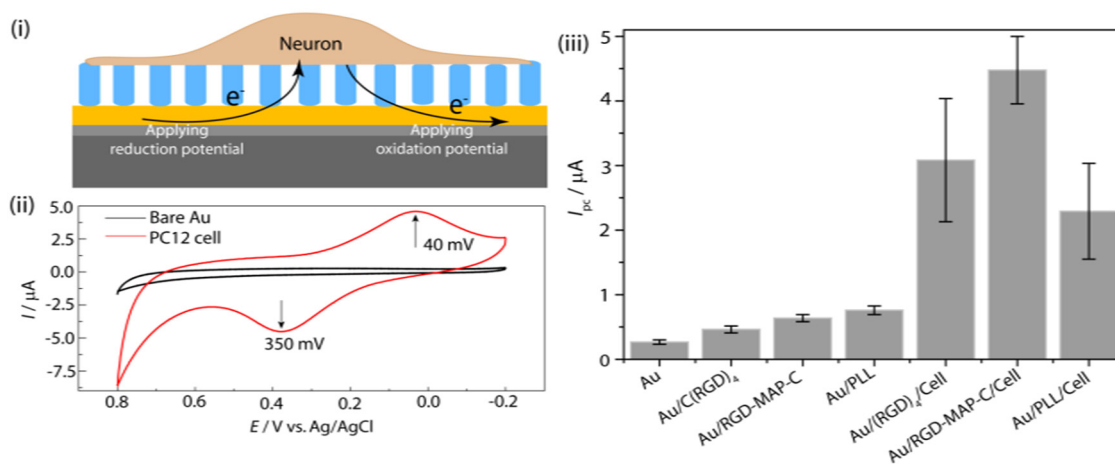 (i)
Neuron
e-
e-
Applying
reduction potential
Applying
oxidation potential
(ii)
5.0
2.5
0.0
-2.5
-5.0
-7.5
I / μA
Bare Au
PC12 cell
40 mV
350 mV
0.8
0.6
0.4
0.2
0.0
-0.2
E / V vs. Ag/AgCl
(iii)
5
4
3
2
1
0
Ipc / μA
Au
Au/C(RGD)4
Au/RGD-MAP-C
Au/PLL
Au/(RGD)4/Cell
Au/RGD-MAP-C/Cell
Au/PLL/Cell